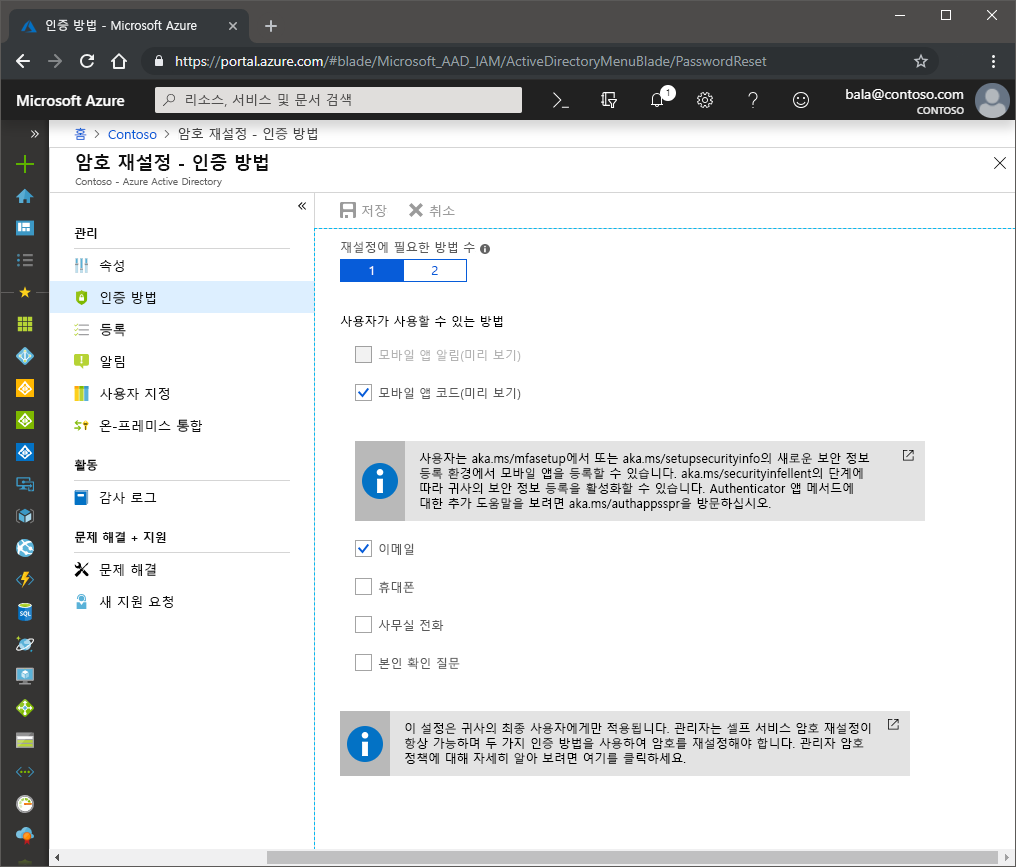 인증 방법 - Microsoft Azure
https://portal.azure.com/#blade/Microsoft_AAD_IAM/ActiveDirectoryMenuBlade/PasswordReset
Microsoft Azure
리소스, 서비스 및 문서 검색
1
bala@contoso.com
CONTOSO
홈 > Contoso > 암호 재설정 - 인증 방법
암호 재설정 - 인증 방법
Contoso - Azure Active Directory
관리
속성
인증 방법
등록
알림
사용자 지정
온-프레미스 통합
활동
감사 로그
문제 해결 + 지원
문제 해결
새 지원 요청
저장
취소
재설정에 필요한 방법 수
1
2
사용자가 사용할 수 있는 방법
모바일 앱 알림(미리 보기)
모바일 앱 코드(미리 보기)
사용자는 aka.ms/mfasetup에서 또는 aka.ms/setupsecurityinfo의 새로운 보안 정보
등록 환경에서 모바일 앱을 등록할 수 있습니다. aka.ms/securityinfellent의 단계에
따라 귀사의 보안 정보 등록을 활성화할 수 있습니다. Authenticator 앱 메서드에
대한 추가 도움말을 보려면 aka.ms/authappsspr을 방문하십시오.
이메일
휴대폰
사무실 전화
본인 확인 질문
이 설정은 귀사의 최종 사용자에게만 적용됩니다. 관리자는 셀프 서비스 암호 재설정이
항상 가능하며 두 가지 인증 방법을 사용하여 암호를 재설정해야 합니다. 관리자 암호
정책에 대해 자세히 알아 보려면 여기를 클릭하세요.
SQL